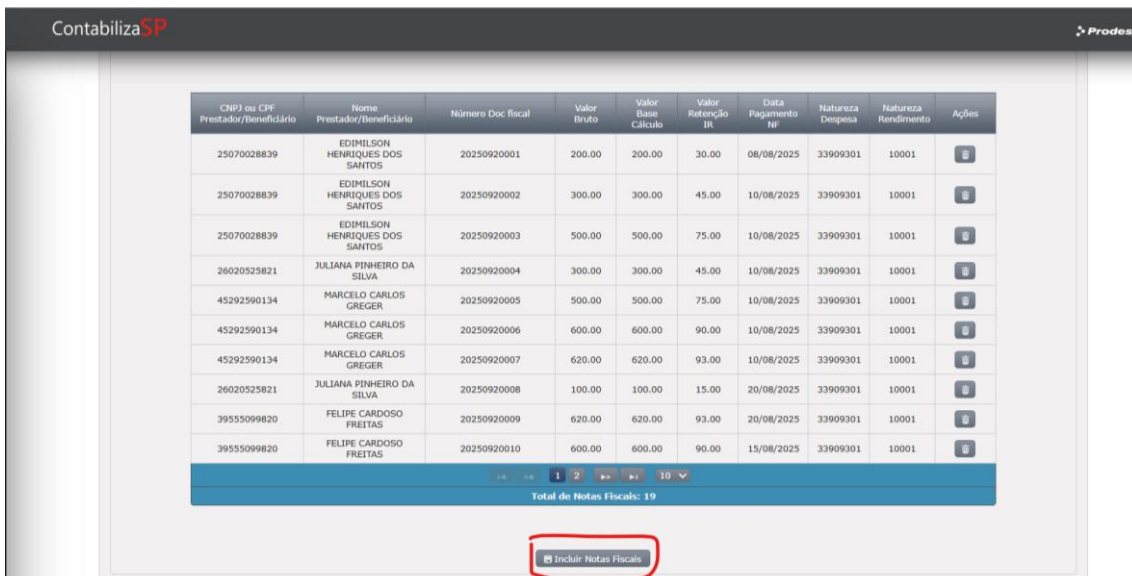 ContabilizaSP
Prodes
CNPJ ou CPF Prestador/Beneficiário Nome Prestador/Beneficiário Número Doc fiscal Valor Bruto Valor Base Cálculo Valor Retenção IR Data Pagamento NF Natureza Despesa Natureza Rendimento Ações
25070028839 EDIMILSON HENRIQUES DOS SANTOS 20250920001 200.00 200.00 30.00 08/08/2025 33909301 10001
25070028839 EDIMILSON HENRIQUES DOS SANTOS 20250920002 300.00 300.00 45.00 10/08/2025 33909301 10001
25070028839 EDIMILSON HENRIQUES DOS SANTOS 20250920003 500.00 500.00 75.00 10/08/2025 33909301 10001
26020525821 JULIANA PINHEIRO DA SILVA 20250920004 300.00 300.00 45.00 10/08/2025 33909301 10001
45292590134 MARCELO CARLOS GREGER 20250920005 500.00 500.00 75.00 10/08/2025 33909301 10001
45292590134 MARCELO CARLOS GREGER 20250920006 600.00 600.00 90.00 10/08/2025 33909301 10001
45292590134 MARCELO CARLOS GREGER 20250920007 620.00 620.00 93.00 10/08/2025 33909301 10001
26020525821 JULIANA PINHEIRO DA SILVA 20250920008 100.00 100.00 15.00 20/08/2025 33909301 10001
39555099820 FELIPE CARDOSO FREITAS 20250920009 620.00 620.00 93.00 20/08/2025 33909301 10001
39555099820 FELIPE CARDOSO FREITAS 20250920010 600.00 600.00 90.00 15/08/2025 33909301 10001
1 2 10
Total de Notas Fiscais: 19
Incluir Notas Fiscais